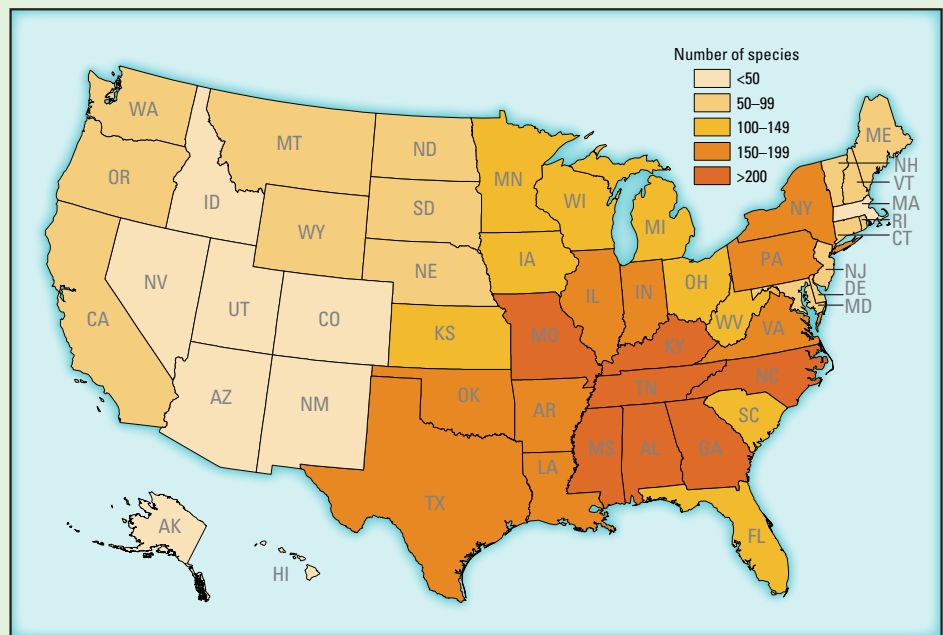 Number of species
<50
50–99
100–149
150–199
>200
WA
MT
ND
MN
ME
OR
ID
SD
WI
MI
NY
NH
VT
MA
RI
CT
WY
NE
IA
PA
NJ
DE
MD
NV
UT
CO
KS
MO
IL
IN
OH
WV
VA
CA
KY
AZ
NM
OK
AR
TN
NC
SC
MS
AL
GA
TX
LA
FL
AK
HI